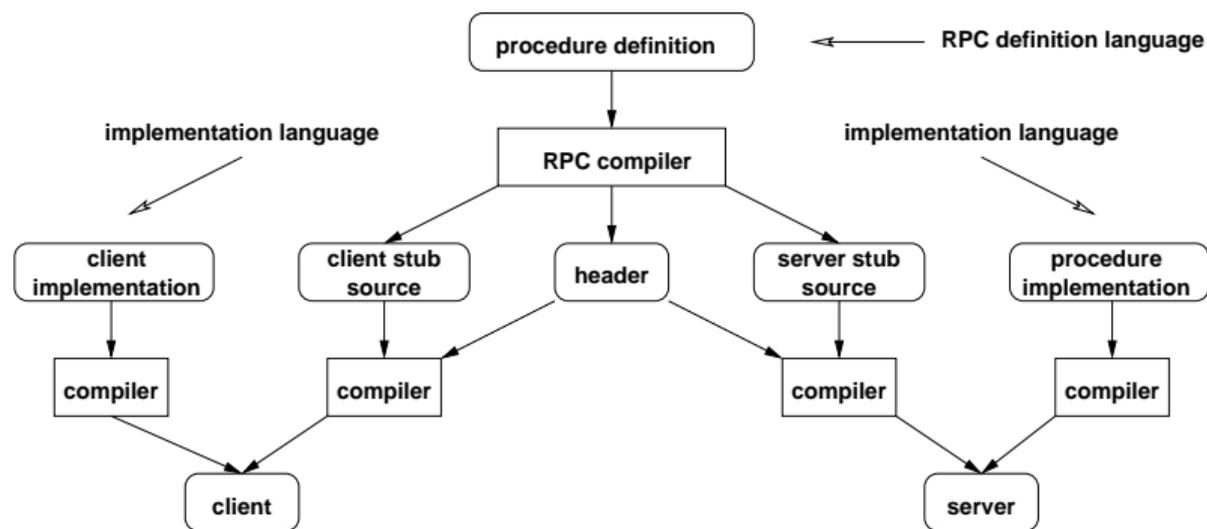 procedure definition
RPC definition language
implementation language
implementation language
RPC compiler
client
implementation
client stub
source
header
server stub
source
procedure
implementation
compiler
compiler
compiler
compiler
client
server